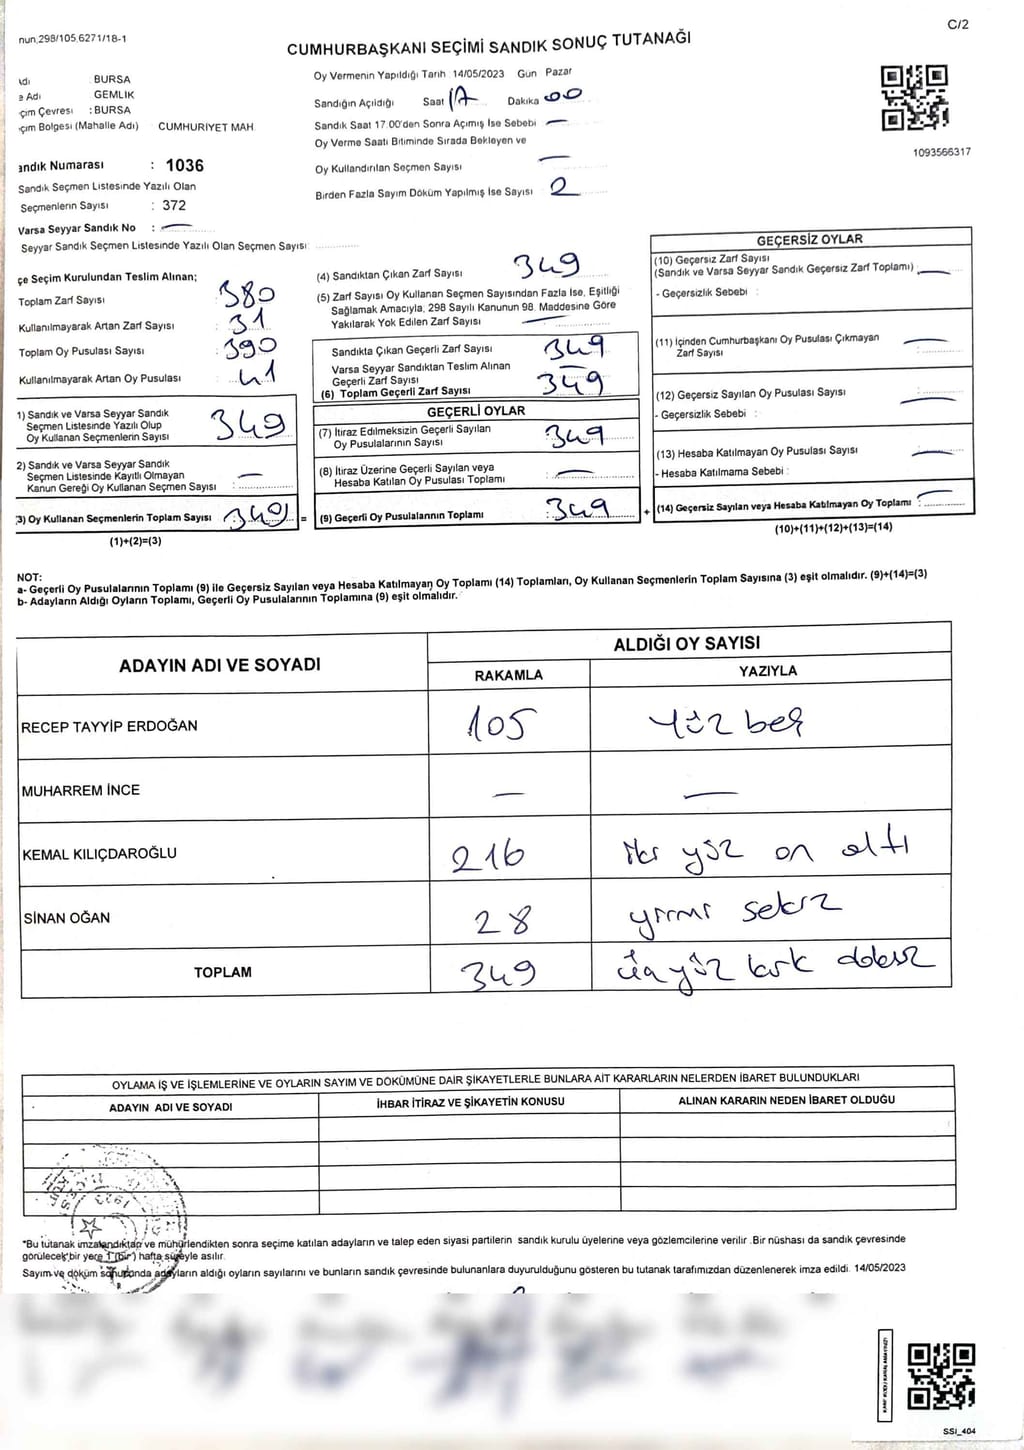 C/2
nun.298/105,6271/18-1
CUMHURBAŞKANI SEÇİMİ SANDIK SONUÇ TUTANAĞI
BURSA
e Adı GEMLIK
çım Çevresi : BURSA
çım Bolgesi (Mahalle Adı) CUMHURIYET MAH
andık Numarası : 1036
Sandık Seçmen Listesinde Yazılı Olan
Seçmenlerin Sayısı : 372
Varsa Seyyar Sandık No : —
Seyyar Sandık Seçmen Listesinde Yazılı Olan Seçmen Sayısı:
Oy Vermenin Yapıldığı Tarih 14/05/2023 Gun Pazar
Sandığın Açıldığı Saat 17 Dakika 00
Sandık Saat 17.00'den Sonra Açımış İse Sebebi —
Oy Verme Saati Bitiminde Sırada Bekleyen ve
Oy Kullandırılan Seçmen Sayısı —
Birden Fazla Sayım Döküm Yapılmış İse Sayısı 2
1093566317
çe Seçim Kurulundan Teslim Alınan;
Toplam Zarf Sayısı : 380
Kullanılmayarak Artan Zarf Sayısı : 31
Toplam Oy Pusulası Sayısı : 390
Kullanılmayarak Artan Oy Pusulası : 41
1) Sandık ve Varsa Seyyar Sandık
Seçmen Listesinde Yazılı Olup
Oy Kullanan Seçmenlerin Sayısı 349
2) Sandık ve Varsa Seyyar Sandık
Seçmen Listesinde Kayıtlı Olmayan
Kanun Gereği Oy Kullanan Seçmen Sayısı : —
3) Oy Kullanan Seçmenlerin Toplam Sayısı : 349 =
(1)+(2)=(3)
(4) Sandıktan Çıkan Zarf Sayısı 349
(5) Zarf Sayısı Oy Kullanan Seçmen Sayısından Fazla Ise, Eşitliği
Sağlamak Amacıyla, 298 Sayılı Kanunun 98. Maddesine Göre
Yakılarak Yok Edilen Zarf Sayısı : —
Sandıkta Çıkan Geçerli Zarf Sayısı 349
Varsa Seyyar Sandıktan Teslim Alınan
Geçerli Zarf Sayısı —
(6) Toplam Geçerli Zarf Sayısı 349
GEÇERLİ OYLAR
(7) İtiraz Edilmeksizin Geçerli Sayılan
Oy Pusulalarının Sayısı 349
(8) İtiraz Üzerine Geçerli Sayılan veya
Hesaba Katılan Oy Pusulası Toplamı : —
(9) Geçerli Oy Pusulalarının Toplamı : 349 +
GEÇERSİZ OYLAR
(10) Geçersiz Zarf Sayısı
(Sandık ve Varsa Seyyar Sandık Geçersiz Zarf Toplamı) —
- Geçersizlik Sebebi :
(11) İçinden Cumhurbaşkanı Oy Pusulası Çıkmayan
Zarf Sayısı —
(12) Geçersiz Sayılan Oy Pusulası Sayısı : —
- Geçersizlik Sebebi :
(13) Hesaba Katılmayan Oy Pusulası Sayısı : —
- Hesaba Katılmama Sebebi :
(14) Geçersiz Sayılan veya Hesaba Katılmayan Oy Toplamı : —
(10)+(11)+(12)+(13)=(14)
NOT:
a- Geçerli Oy Pusulalarının Toplamı (9) ile Geçersiz Sayılan veya Hesaba Katılmayan Oy Toplamı (14) Toplamları, Oy Kullanan Seçmenlerin Toplam Sayısına (3) eşit olmalıdır. (9)+(14)=(3)
b- Adayların Aldığı Oyların Toplamı, Geçerli Oy Pusulalarının Toplamına (9) eşit olmalıdır.
ADAYIN ADI VE SOYADI ALDIĞI OY SAYISI
RAKAMLA YAZIYLA
RECEP TAYYİP ERDOĞAN 105 Yüz beş
MUHARREM İNCE — —
KEMAL KILIÇDAROĞLU 216 iki yüz on altı
SİNAN OĞAN 28 yirmi sekiz
TOPLAM 349 üç yüz kırk dokuz
OYLAMA İŞ VE İŞLEMLERİNE VE OYLARIN SAYIM VE DÖKÜMÜNE DAİR ŞİKAYETLERLE BUNLARA AİT KARARLARIN NELERDEN İBARET BULUNDUKLARI
ADAYIN ADI VE SOYADI İHBAR İTİRAZ VE ŞİKAYETİN KONUSU ALINAN KARARIN NEDEN İBARET OLDUĞU
*Bu tutanak imzalandıktan ve mühürlendikten sonra seçime katılan adayların ve talep eden siyasi partilerin sandık kurulu üyelerine veya gözlemcilerine verilir .Bir nüshası da sandık çevresinde
görülecek bir yere 1 (bir) hafta süreyle asılır.
Sayım ve döküm sonucunda adayların aldığı oyların sayılarını ve bunların sandık çevresinde bulunanlara duyurulduğunu gösteren bu tutanak tarafımızdan düzenlenerek imza edildi. 14/05/2023
SSI_404